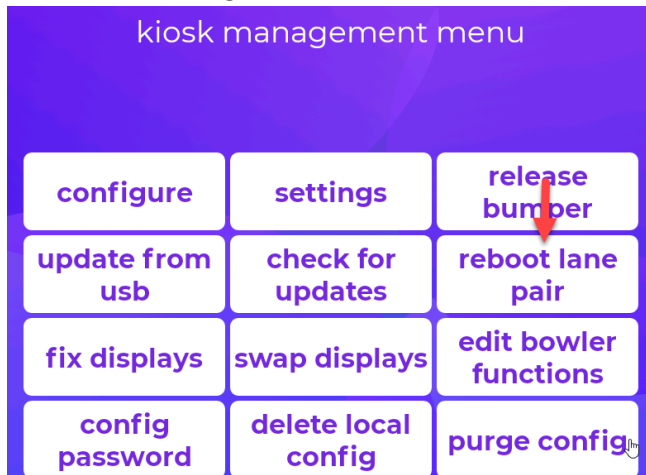 kiosk management menu
configure
settings
release
bumper
update from
usb
check for
updates
reboot lane
pair
fix displays
swap displays
edit bowler
functions
config
password
delete local
config
purge config